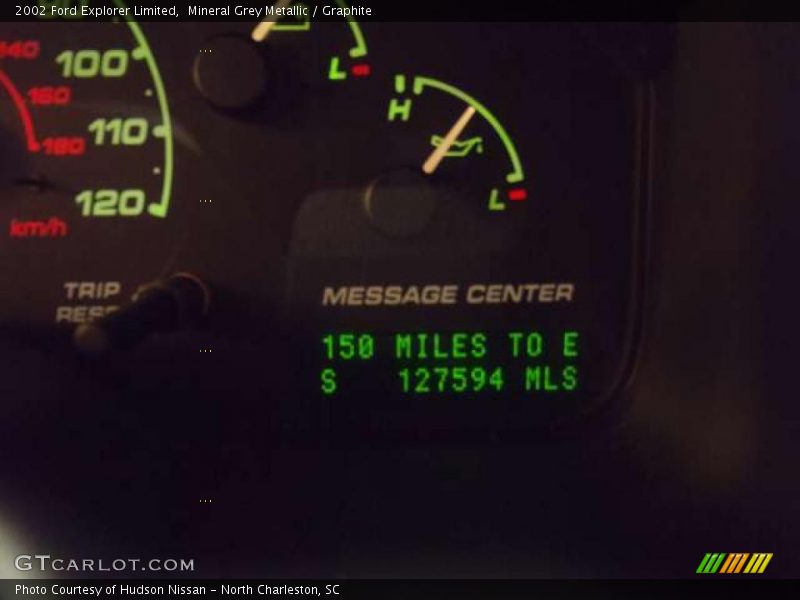 2002 Ford Explorer Limited,  Mineral Grey Metallic / Graphite
140
100
160
110
180
120
km/h
L
H
L
TRIP
MESSAGE CENTER
150 MILES TO E
S 127594 MLS
GTCARLOT.COM
Photo Courtesy of Hudson Nissan - North Charleston, SC